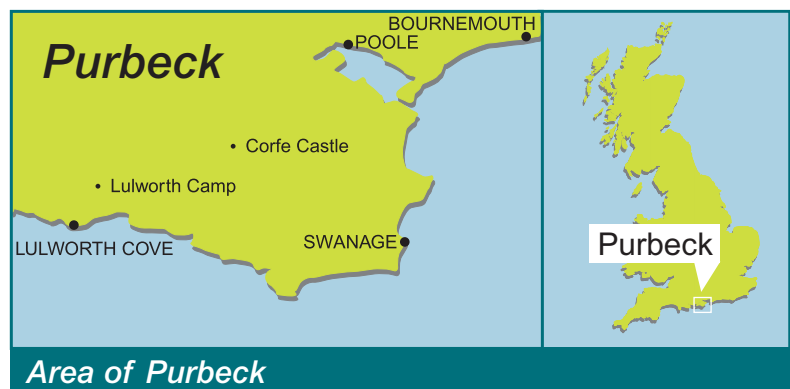 BOURNEMOUTH
Purbeck
POOLE
Corfe Castle
Lulworth Camp
LULWORTH COVE
SWANAGE
Purbeck
Area of Purbeck